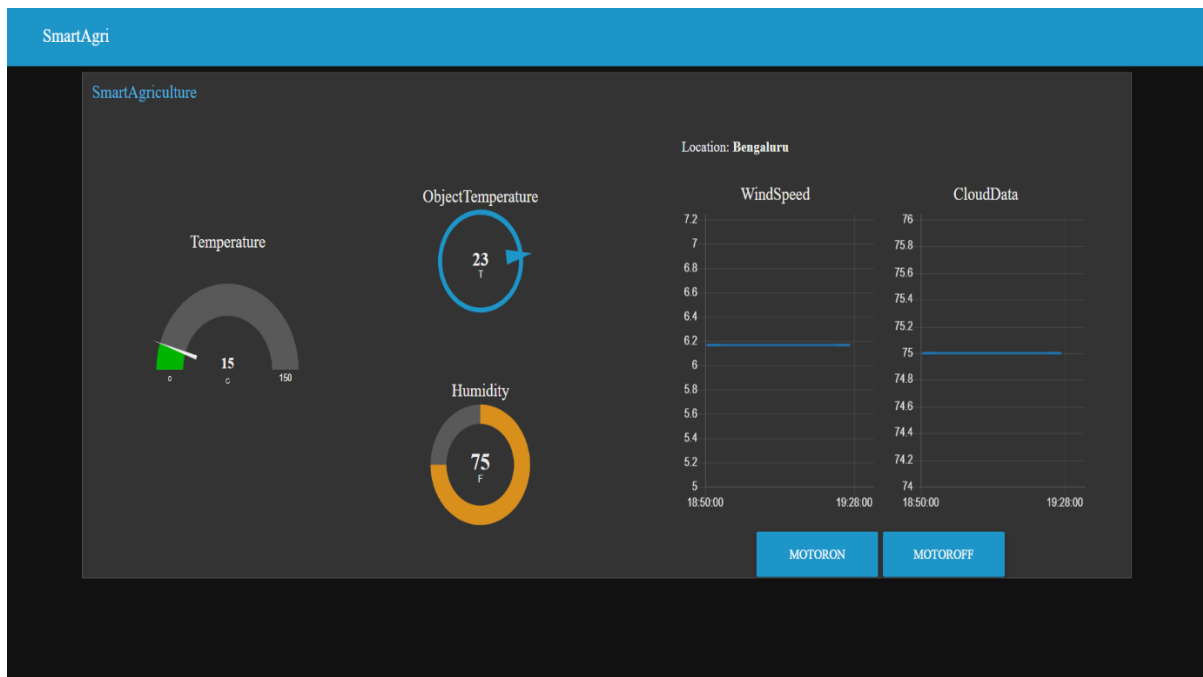 SmartAgri
SmartAgriculture
Temperature
15
C
0
150
ObjectTemperature
23
T
Humidity
75
F
Location: Bengaluru
WindSpeed
7.2
7
6.8
6.6
6.4
6.2
6
5.8
5.6
5.4
5.2
5
18:50:00
19:28:00
CloudData
76
75.8
75.6
75.4
75.2
75
74.8
74.6
74.4
74.2
74
18:50:00
19:28:00
MOTORON
MOTOROFF